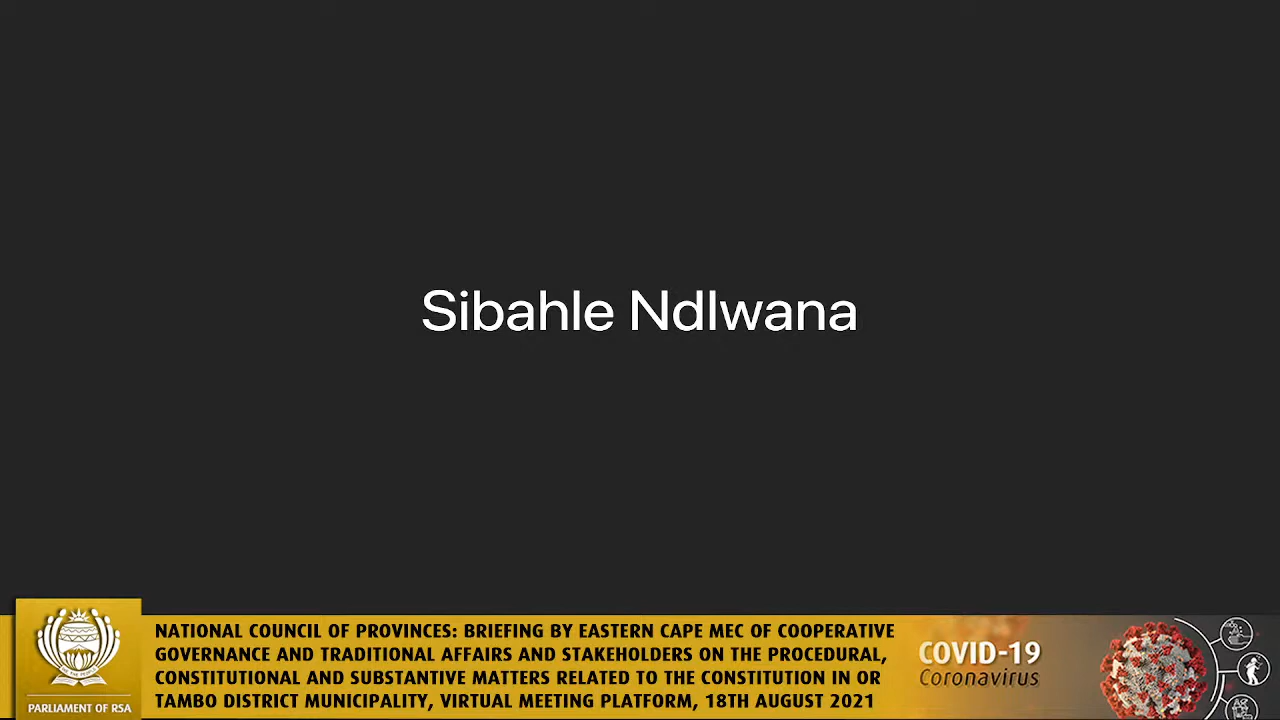 Sibahle Ndlwana
NATIONAL COUNCIL OF PROVINCES: BRIEFING BY EASTERN CAPE MEC OF COOPERATIVE
GOVERNANCE AND TRADITIONAL AFFAIRS AND STAKEHOLDERS ON THE PROCEDURAL,
CONSTITUTIONAL AND SUBSTANTIVE MATTERS RELATED TO THE CONSTITUTION IN OR
TAMBO DISTRICT MUNICIPALITY, VIRTUAL MEETING PLATFORM, 18TH AUGUST 2021
PARLIAMENT OF RSA
COVID-19
Coronavirus